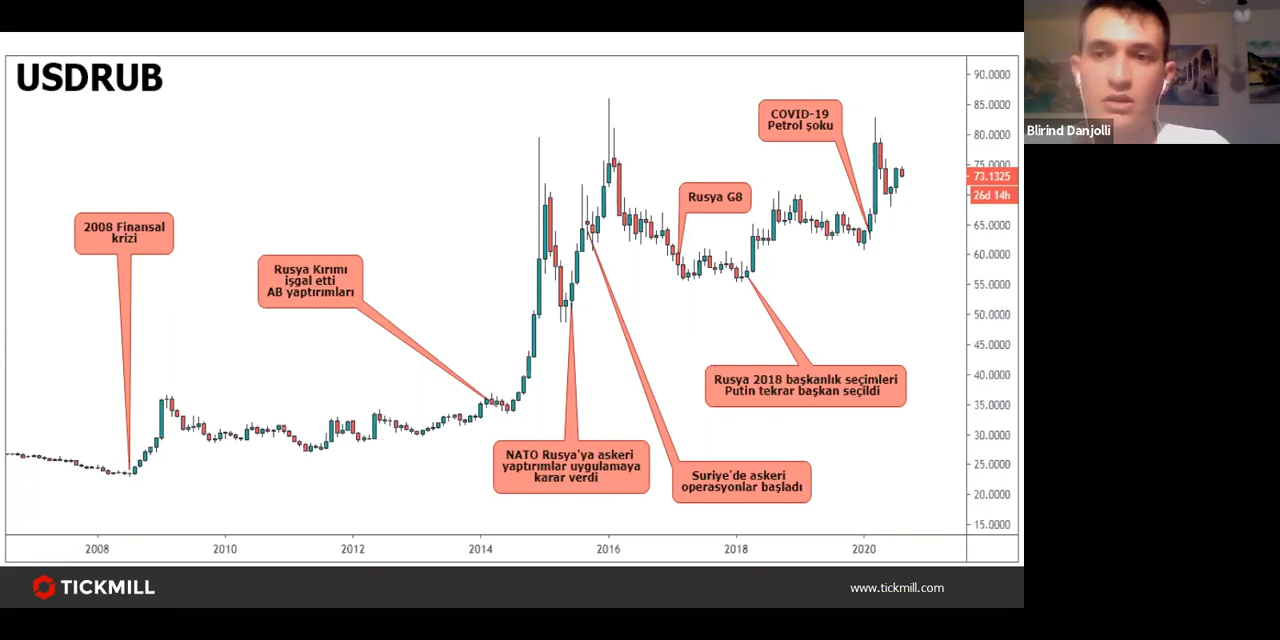 USDRUB
90.0000
85.0000
80.0000
75.0000
73.1325
26d 14h
65.0000
60.0000
55.0000
50.0000
45.0000
40.0000
35.0000
30.0000
25.0000
20.0000
15.0000
2008 Finansal
krizi
Rusya Kırımı
işgal etti
AB yaptırımları
NATO Rusya'ya askeri
yaptırımlar uygulamaya
karar verdi
Suriye'de askeri
operasyonlar başladı
Rusya G8
Rusya 2018 başkanlık seçimleri
Putin tekrar başkan seçildi
COVID-19
Petrol şoku
2008
2010
2012
2014
2016
2018
2020
TICKMILL
www.tickmill.com
Blirind Danjolli